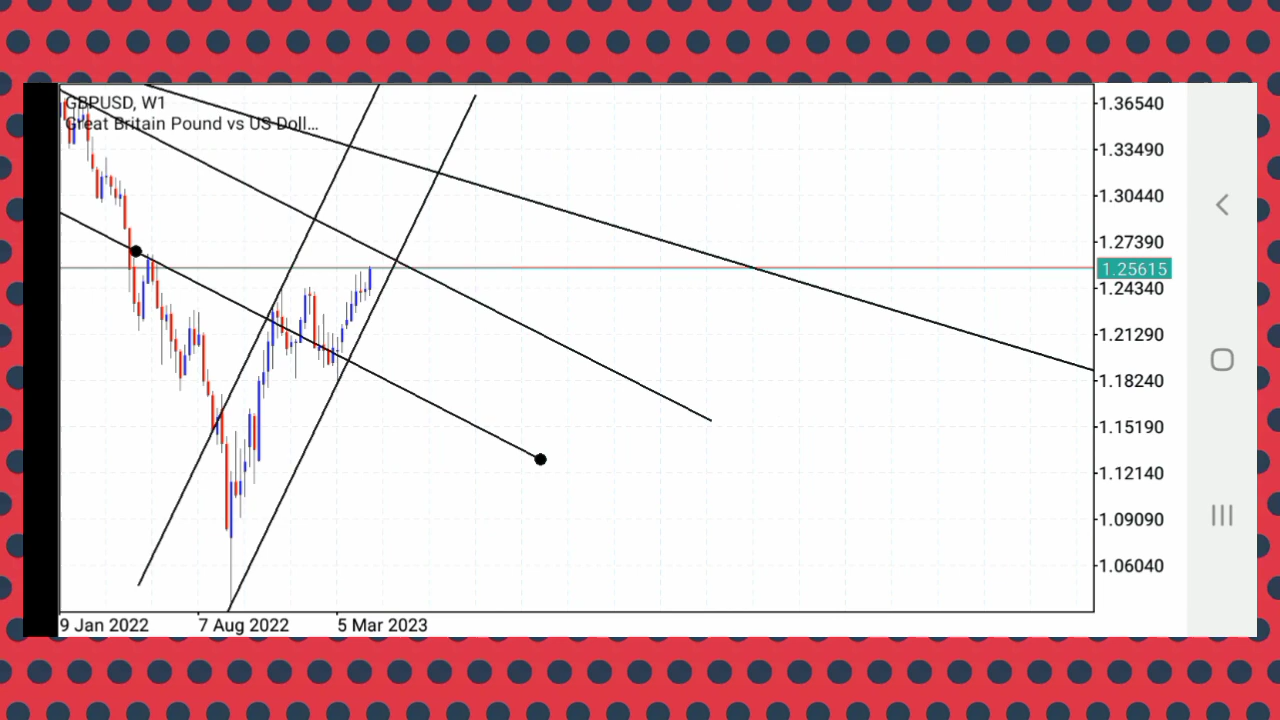 GBPUSD, W1
Great Britain Pound vs US Doll...
1.36540
1.33490
1.30440
1.27390
1.25615
1.24340
1.21290
1.18240
1.15190
1.12140
1.09090
1.06040
9 Jan 2022
7 Aug 2022
5 Mar 2023